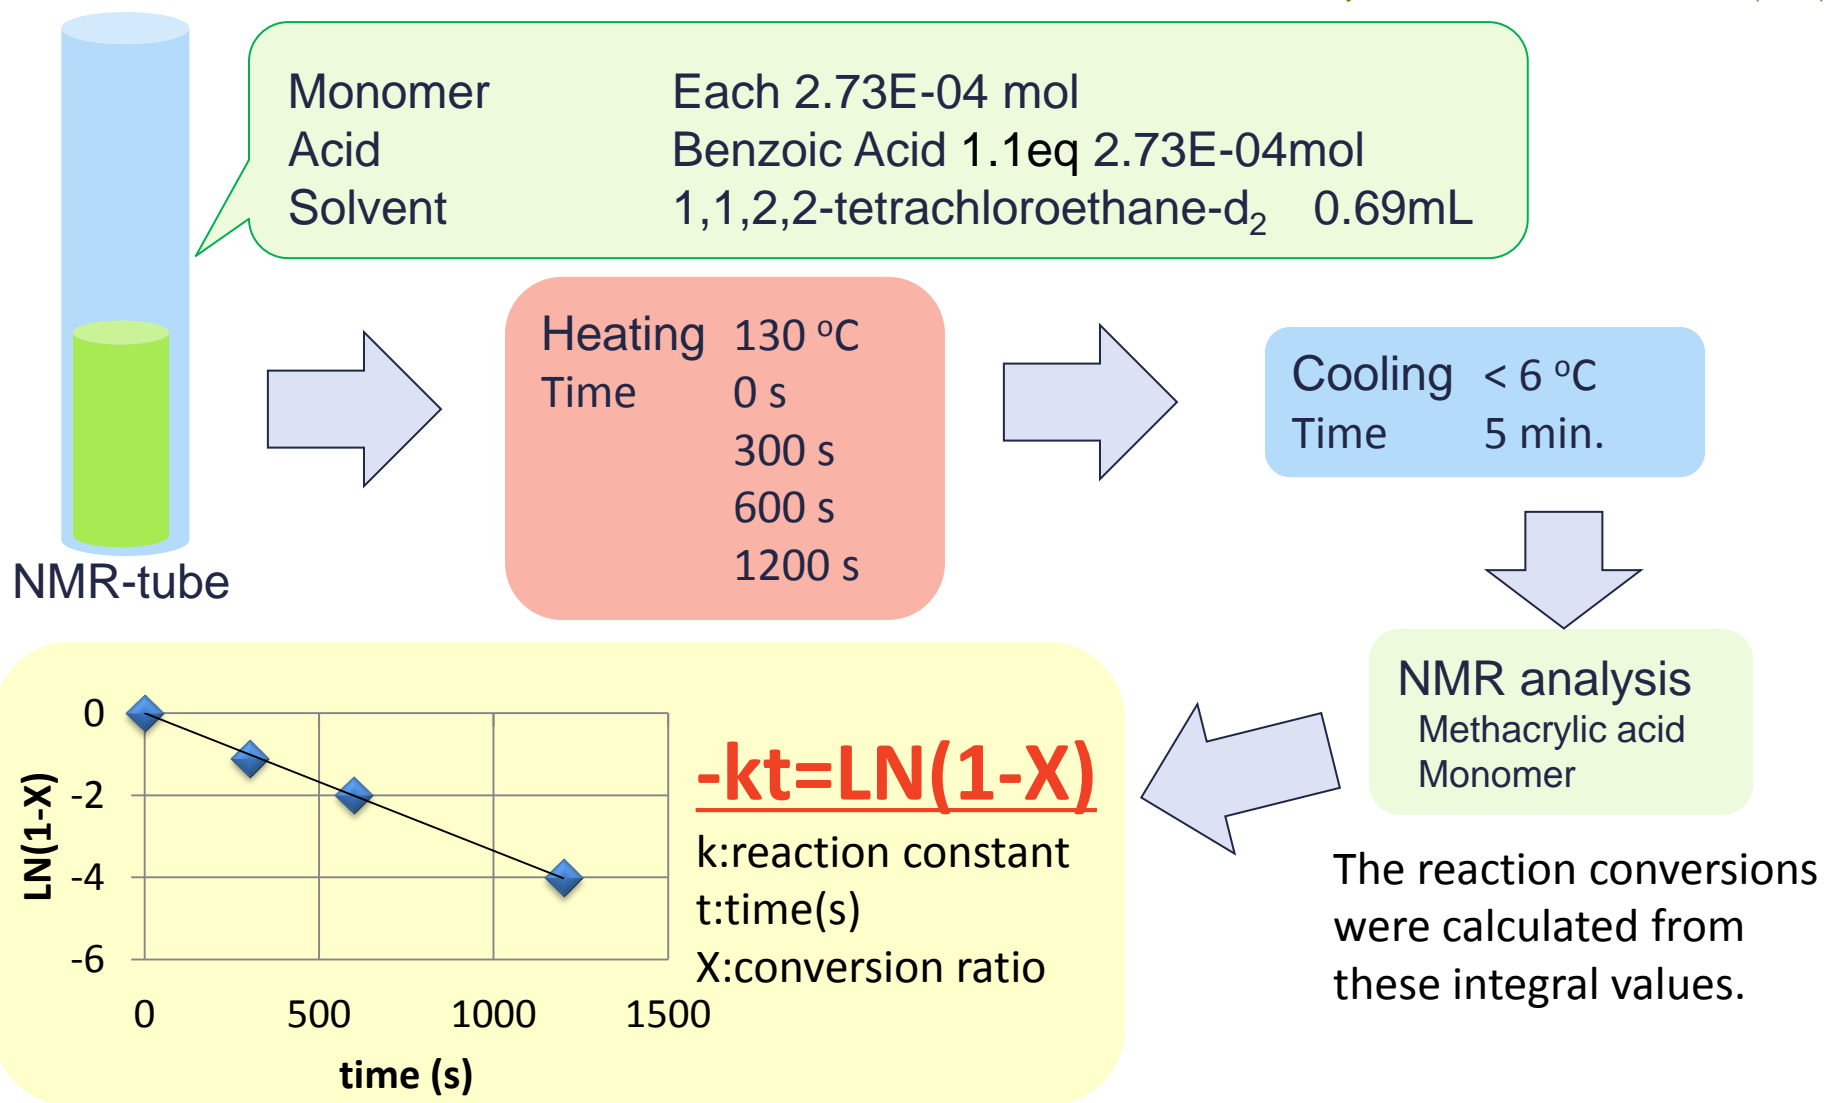 Monomer Each 2.73E-04 mol
Acid Benzoic Acid 1.1eq 2.73E-04mol
Solvent 1,1,2,2-tetrachloroethane-d₂ 0.69mL
NMR-tube
Heating 130 ºC
Time 0 s
300 s
600 s
1200 s
Cooling < 6 ºC
Time 5 min.
NMR analysis
Methacrylic acid
Monomer
The reaction conversions
were calculated from
these integral values.
-kt=LN(1-X)
k:reaction constant
t:time(s)
X:conversion ratio
LN(1-X)
0
-2
-4
-6
0 500 1000 1500
time (s)